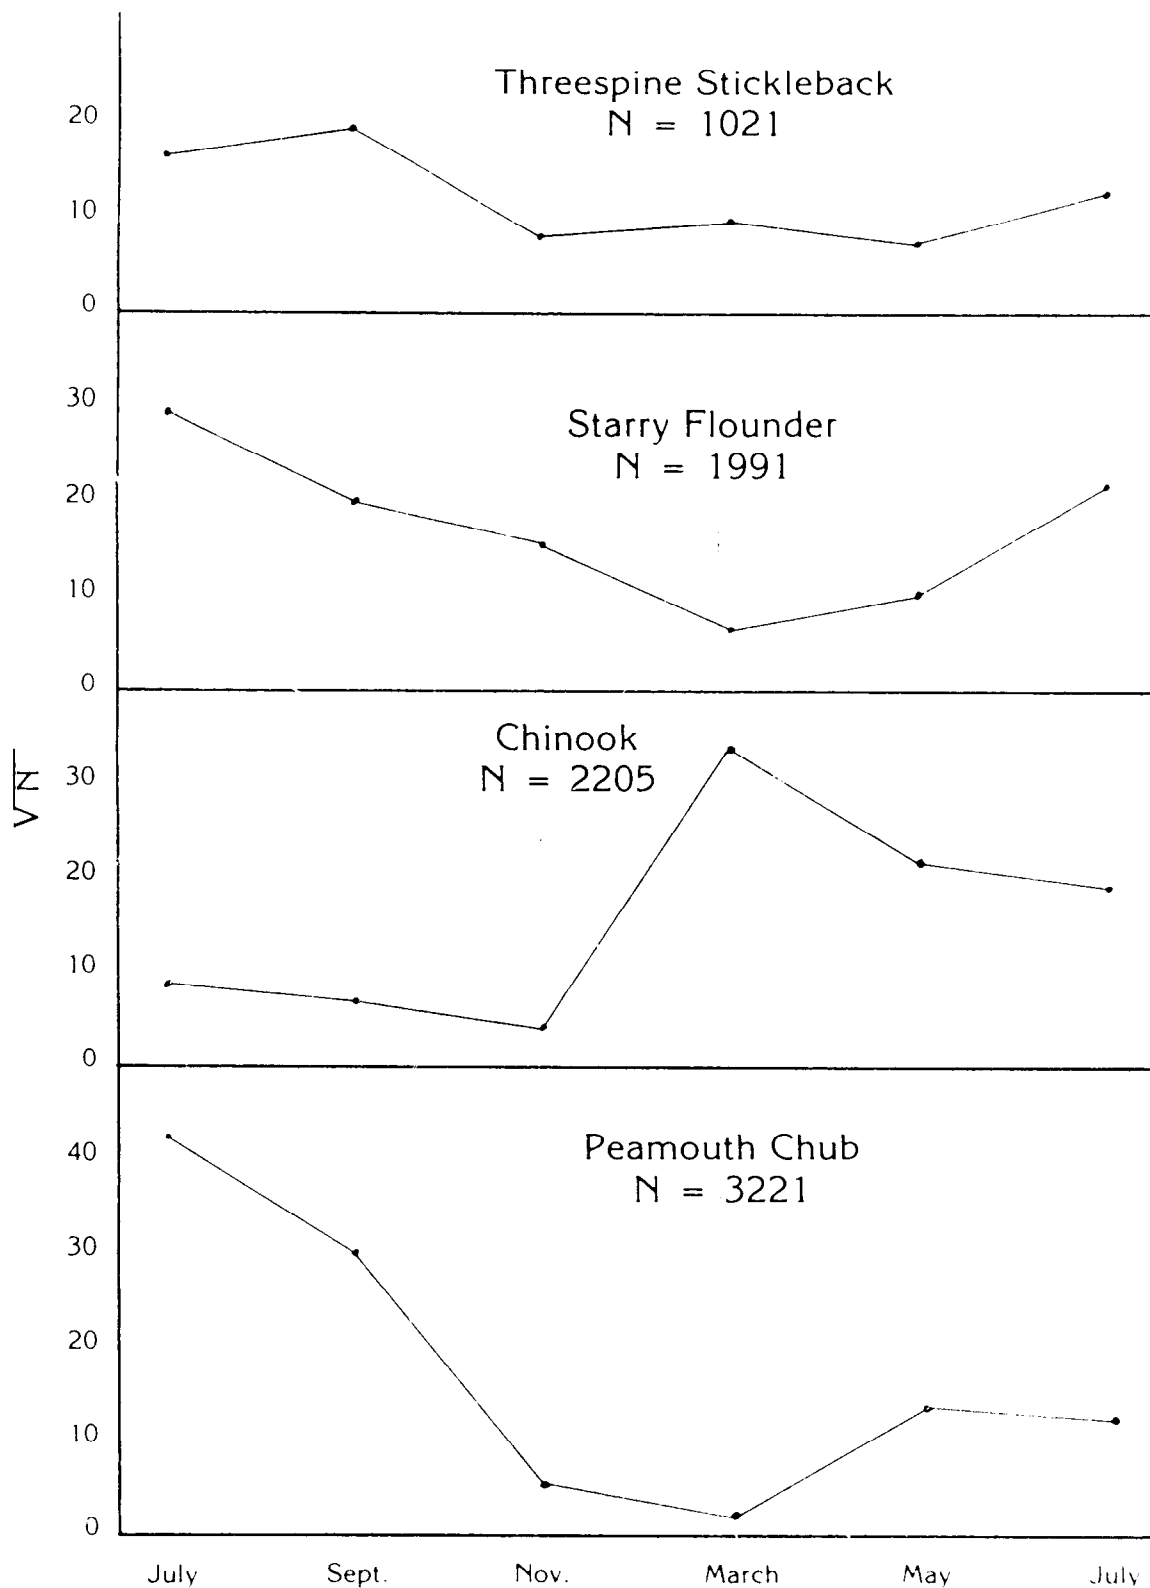 Threespine Stickleback
N = 1021
20
10
0
Starry Flounder
N = 1991
30
20
10
0
Chinook
N = 2205
30
20
10
0
√N
Peamouth Chub
N = 3221
40
30
20
10
0
July Sept. Nov. March May July